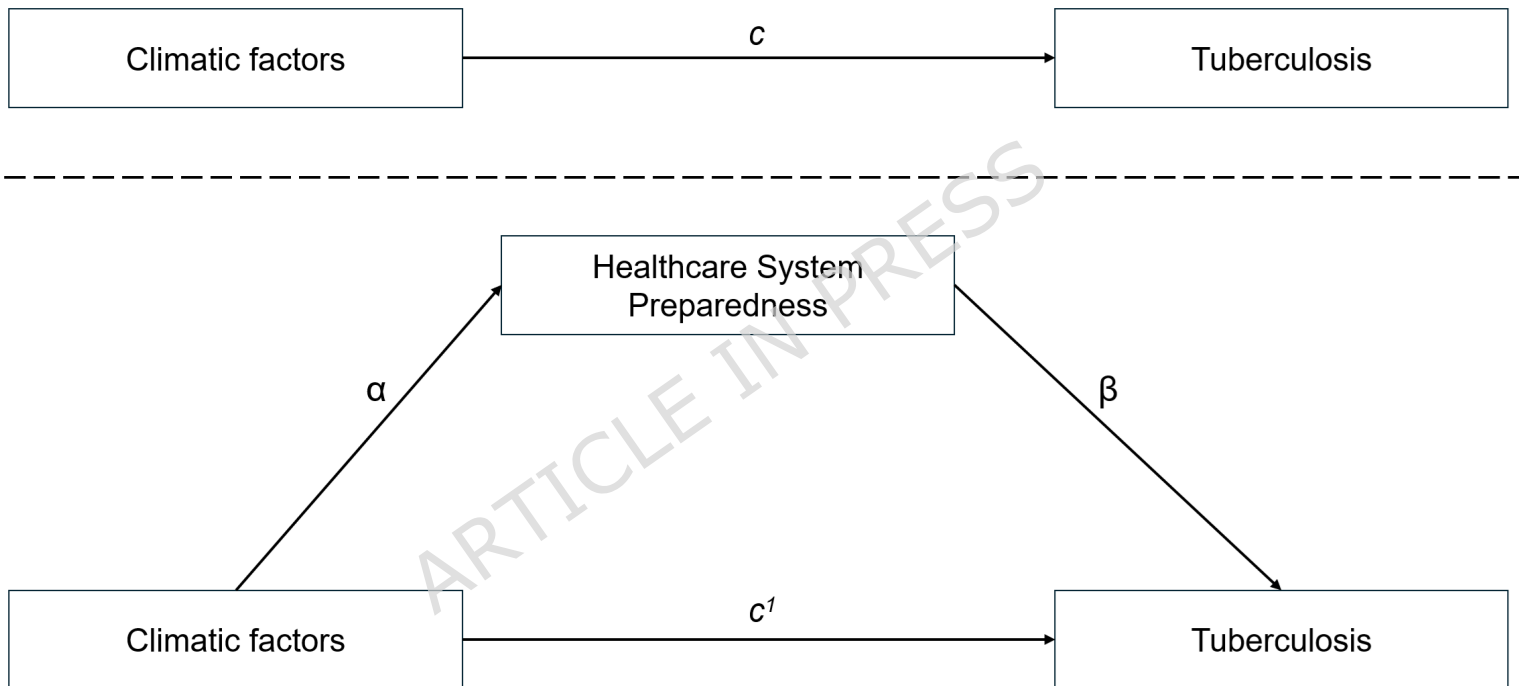 c
Climatic factors
Tuberculosis
Healthcare System
Preparedness
α
β
ARTICLE IN PRESS
c¹
Climatic factors
Tuberculosis